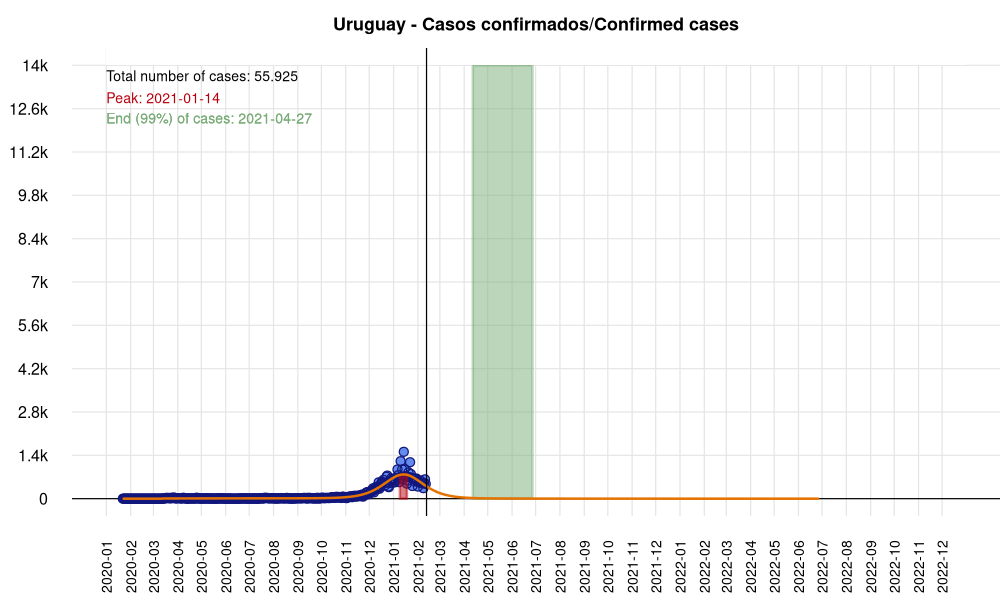 Uruguay - Casos confirmados/Confirmed cases
Total number of cases: 55.925
Peak: 2021-01-14
End (99%) of cases: 2021-04-27
14k
12.6k
11.2k
9.8k
8.4k
7k
5.6k
4.2k
2.8k
1.4k
0
2020-01
2020-02
2020-03
2020-04
2020-05
2020-06
2020-07
2020-08
2020-09
2020-10
2020-11
2020-12
2021-01
2021-02
2021-03
2021-04
2021-05
2021-06
2021-07
2021-08
2021-09
2021-10
2021-11
2021-12
2022-01
2022-02
2022-03
2022-04
2022-05
2022-06
2022-07
2022-08
2022-09
2022-10
2022-11
2022-12